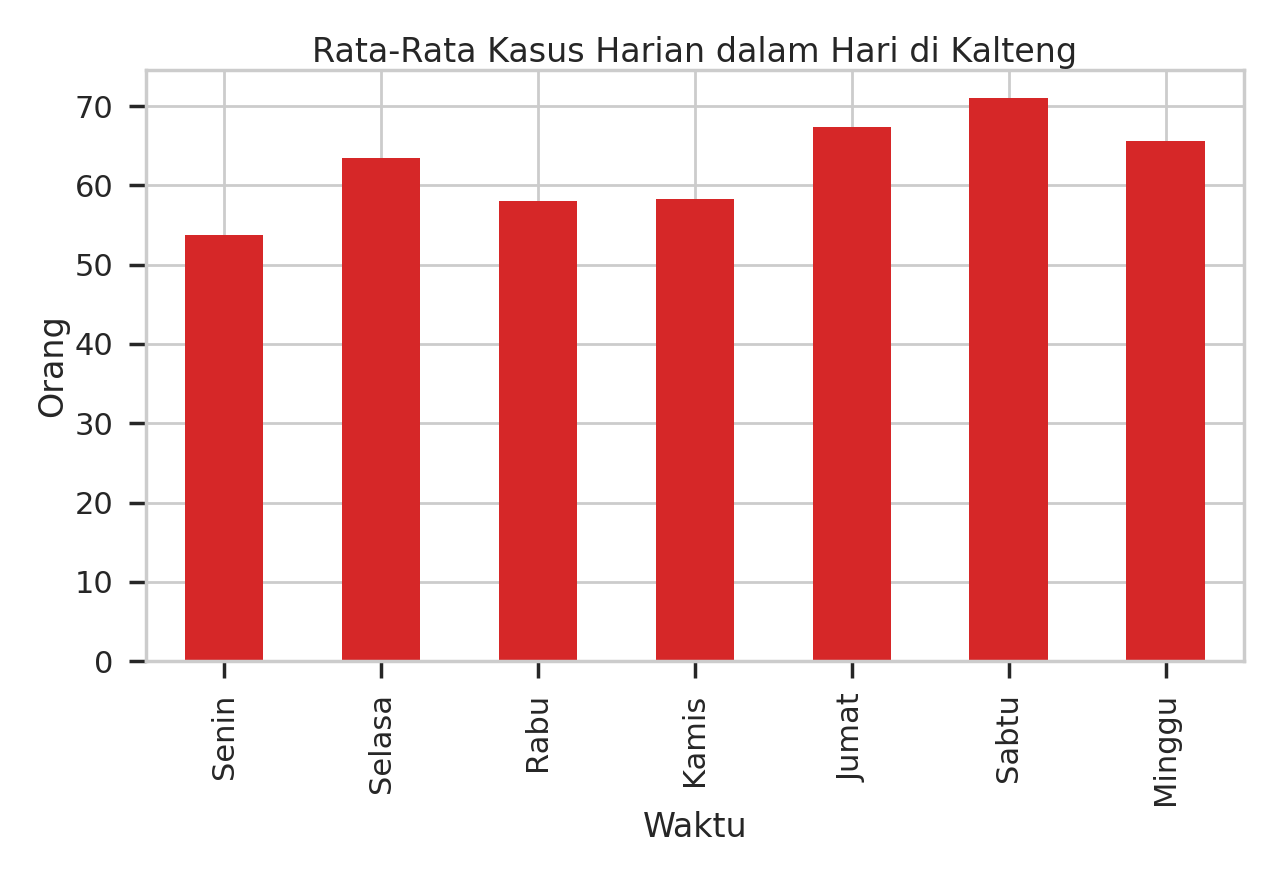 Rata-Rata Kasus Harian dalam Hari di Kalteng
70
60
50
40
30
20
10
0
Orang
Senin
Selasa
Rabu
Kamis
Jumat
Sabtu
Minggu
Waktu